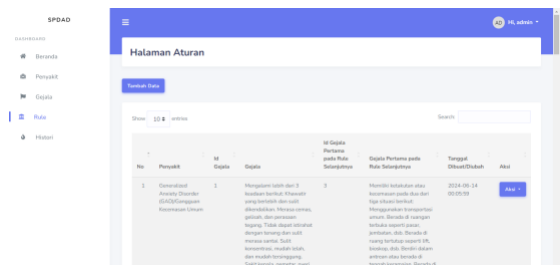 SPDAD
AD Hi, admin
DASHBOARD
Beranda
Penyakit
Gejala
Rule
Histori
Halaman Aturan
Tambah Data
Show 10 entries
Search:
No
Penyakit
Id Gejala
Gejala
Id Gejala Pertama pada Rule Selanjutnya
Gejala Pertama pada Rule Selanjutnya
Tanggal Dibuat/Diubah
Aksi
1
Generalized
Anxiety Disorder
(GAD)/Gangguan
Kecemasan Umum
1
Mengalami lebih dari 3
keadaan berikut: Khawatir
yang berlebih dan sulit
dikendalikan. Merasa cemas,
gelisah, dan perasaan
tegang. Tidak dapat istirahat
dengan tenang dan sulit
merasa santai. Sulit
konsentrasi, mudah lelah,
dan mudah tersinggung.
3
Memiliki ketakutan atau
kecemasan pada dua dari
tiga situasi berikut:
Menggunakan transportasi
umum. Berada di ruangan
terbuka seperti pasar,
jembatan, dsb. Berada di
ruang tertutup seperti lift,
bioskop, dsb. Berdiri dalam
antrean atau berada di
2024-06-14
Aksi